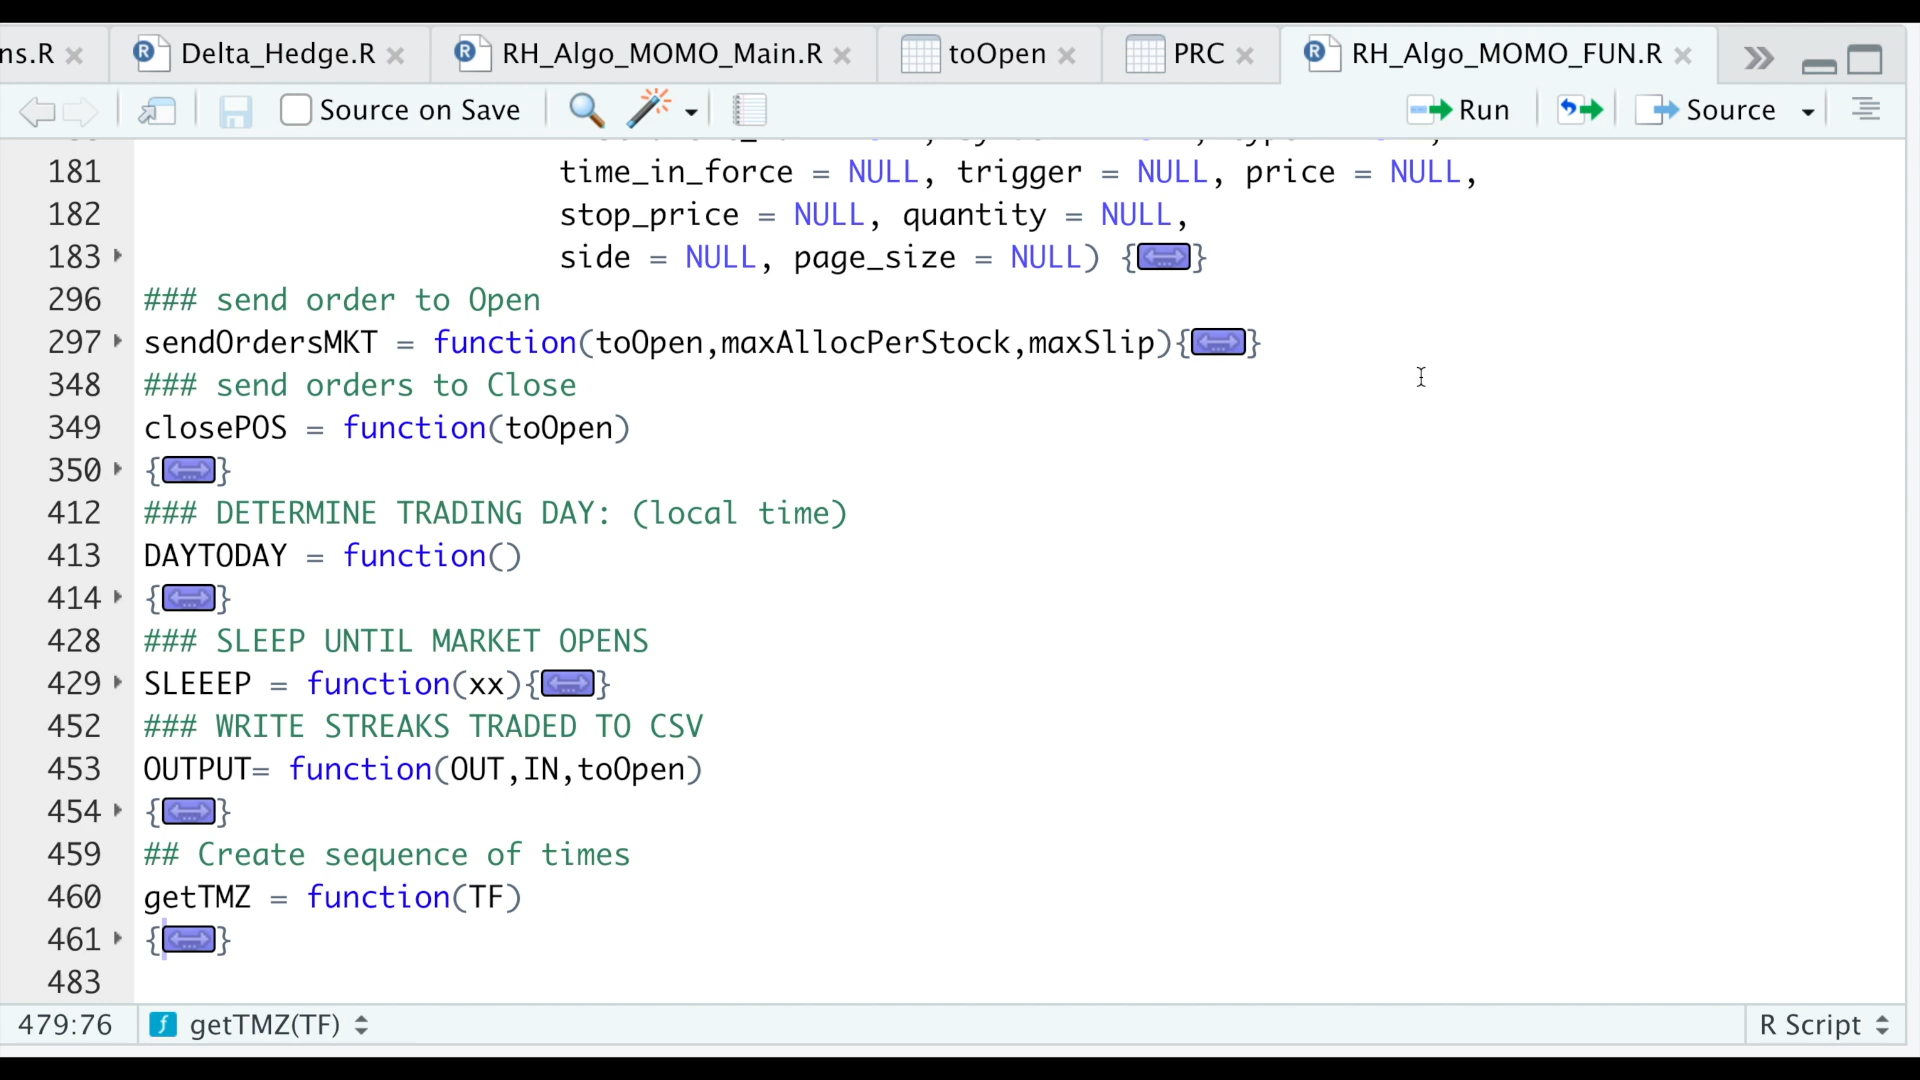 ns.R
Delta_Hedge.R
RH_Algo_MOMO_Main.R
toOpen
PRC
RH_Algo_MOMO_FUN.R
Source on Save
Run
Source
181 time_in_force = NULL, trigger = NULL, price = NULL,
182 stop_price = NULL, quantity = NULL,
183 side = NULL, page_size = NULL) {}
296 ### send order to Open
297 sendOrdersMKT = function(toOpen,maxAllocPerStock,maxSlip){}
348 ### send orders to Close
349 closePOS = function(toOpen)
350 {}
412 ### DETERMINE TRADING DAY: (local time)
413 DAYTODAY = function()
414 {}
428 ### SLEEP UNTIL MARKET OPENS
429 SLEEEP = function(xx){}
452 ### WRITE STREAKS TRADED TO CSV
453 OUTPUT= function(OUT,IN,toOpen)
454 {}
459 ## Create sequence of times
460 getTMZ = function(TF)
461 {}
483
479:76
getTMZ(TF)
R Script